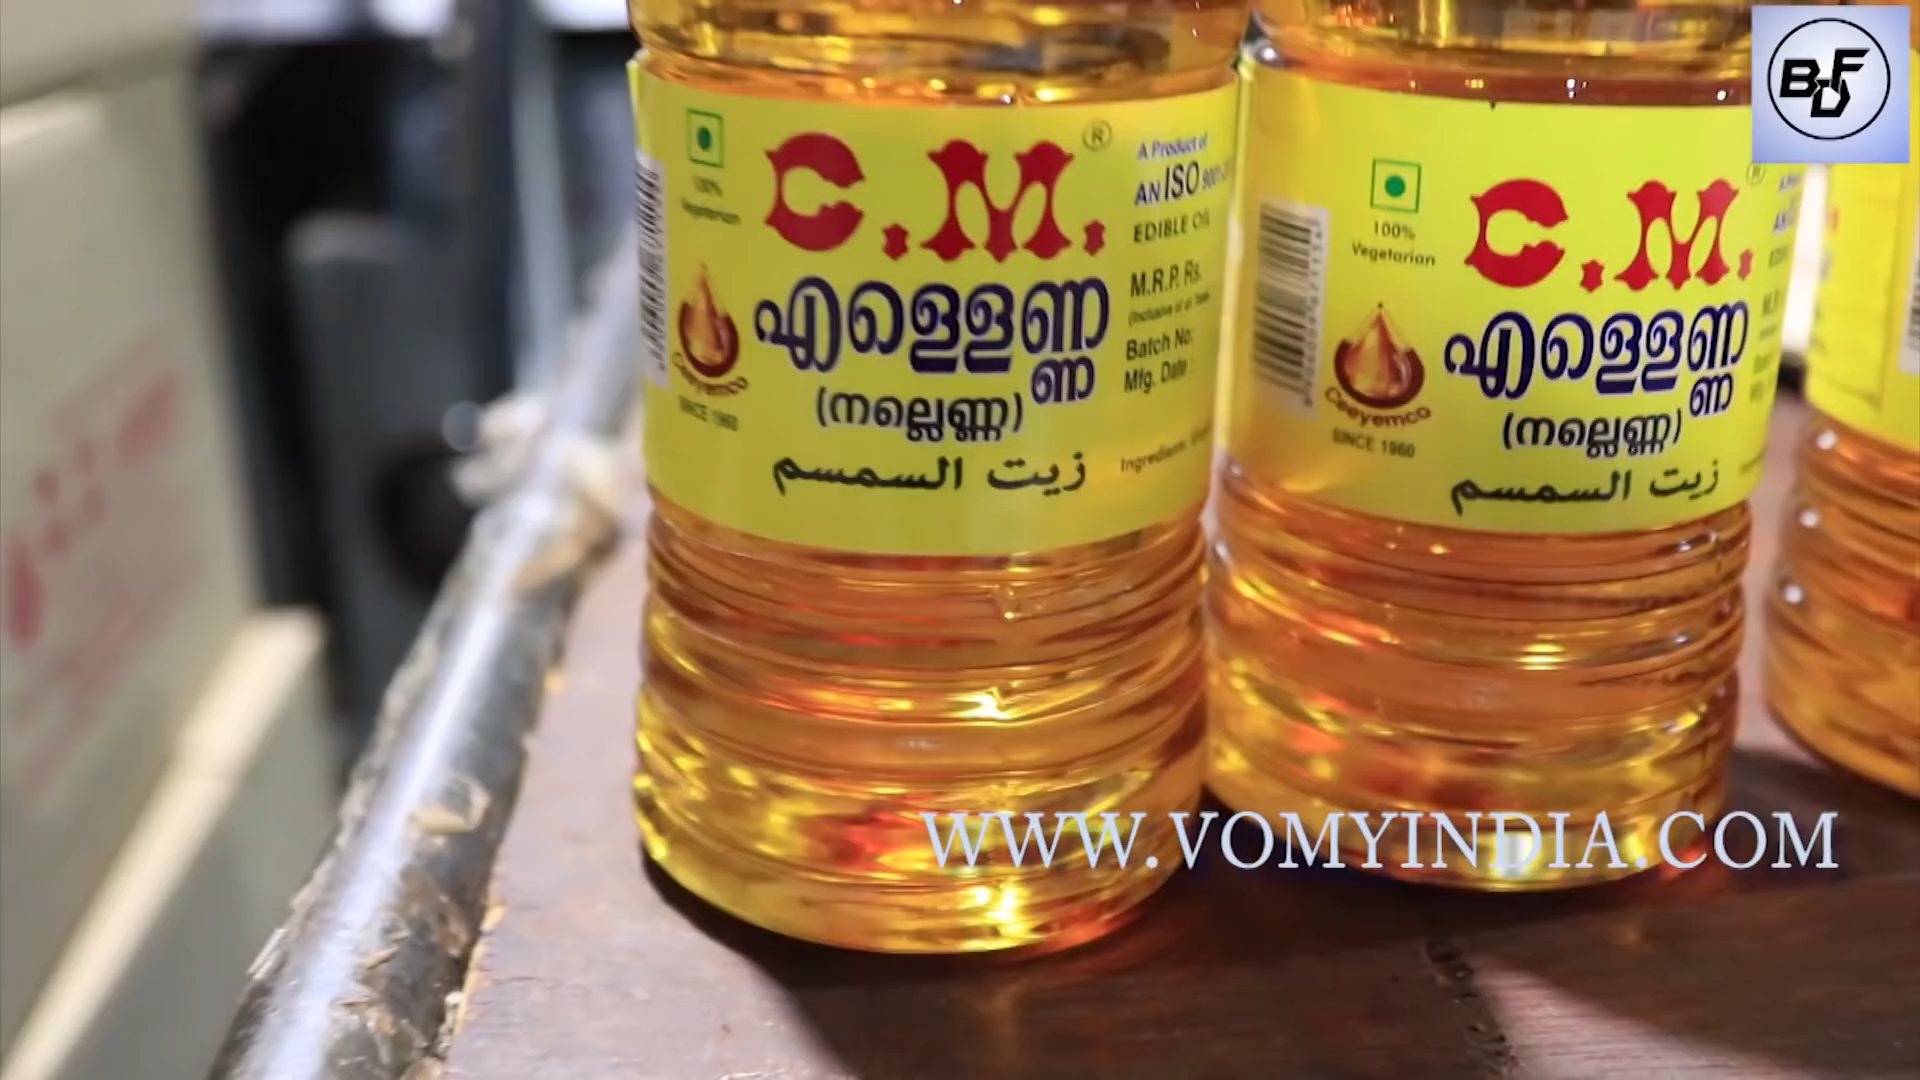 BDF
100%
Vegetarian
C.M.®
A Product of
AN ISO
EDIBLE OIL
M.R.P. Rs.
Batch No:
Mfg. Date
എള്ളെണ്ണ
(നല്ലെണ്ണ)
زيت السمسم
Ceeyemco
SINCE 1960
Ingredients:
100%
Vegetarian
C.M.®
എള്ളെണ്ണ
(നല്ലെണ്ണ)
زيت السمسم
Ceeyemco
SINCE 1960
WWW.VOMYINDIA.COM